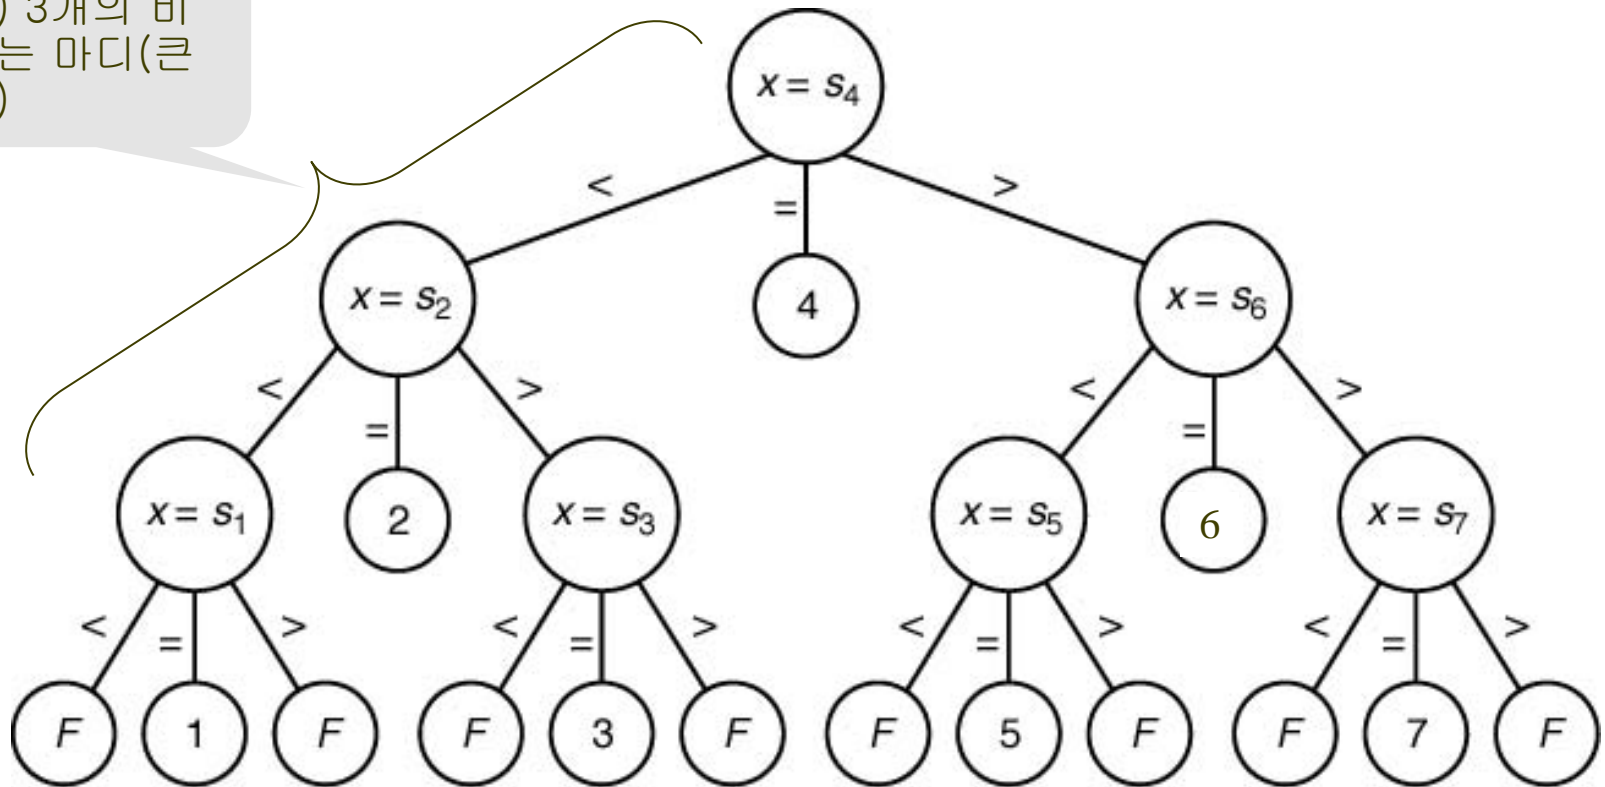 ) 3개의 비
는 마디(큰
)
x = s₄
< = >
x = s₂ 4 x = s₆
< = > < = >
x = s₁ 2 x = s₃ x = s₅ 6 x = s₇
< = > < = > < = > < = >
F 1 F F 3 F F 5 F F 7 F